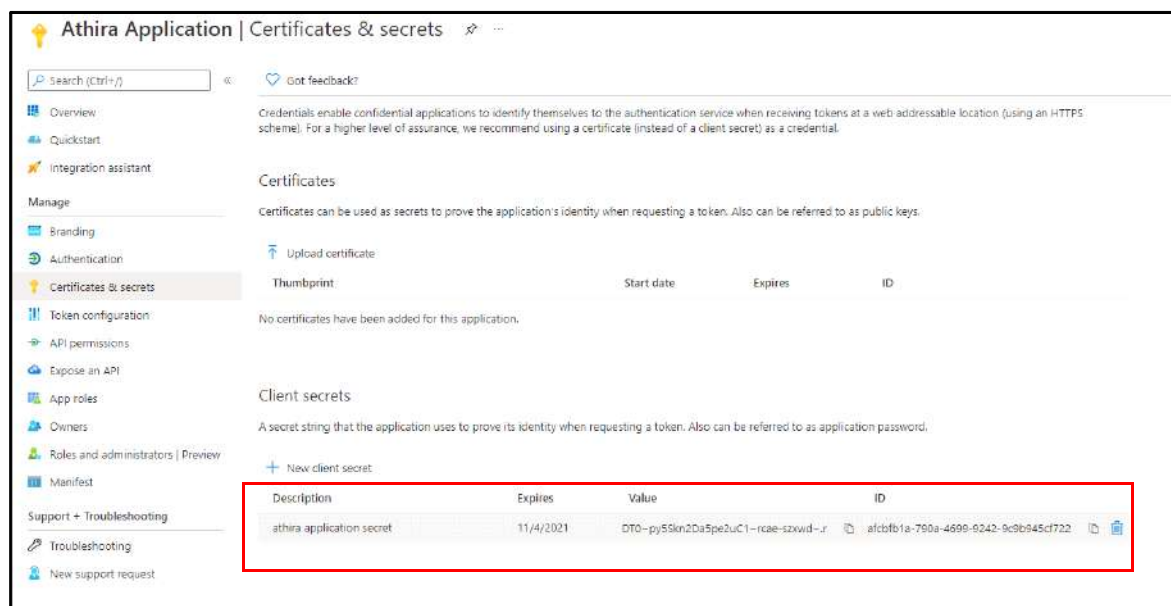 Athira Application | Certificates & secrets
Search (Ctrl+/)
Got feedback?
Overview
Quickstart
Integration assistant
Manage
Branding
Authentication
Certificates & secrets
Token configuration
API permissions
Expose an API
App roles
Owners
Roles and administrators | Preview
Manifest
Support + Troubleshooting
Troubleshooting
New support request
Credentials enable confidential applications to identify themselves to the authentication service when receiving tokens at a web addressable location (using an HTTPS
scheme). For a higher level of assurance, we recommend using a certificate (instead of a client secret) as a credential.
Certificates
Certificates can be used as secrets to prove the application's identity when requesting a token. Also can be referred to as public keys.
Upload certificate
Thumbprint Start date Expires ID
No certificates have been added for this application.
Client secrets
A secret string that the application uses to prove its identity when requesting a token. Also can be referred to as application password.
New client secret
Description Expires Value ID
athira application secret 11/4/2021 afcbfb1a-790a-4699-9242-9c9b945cf722